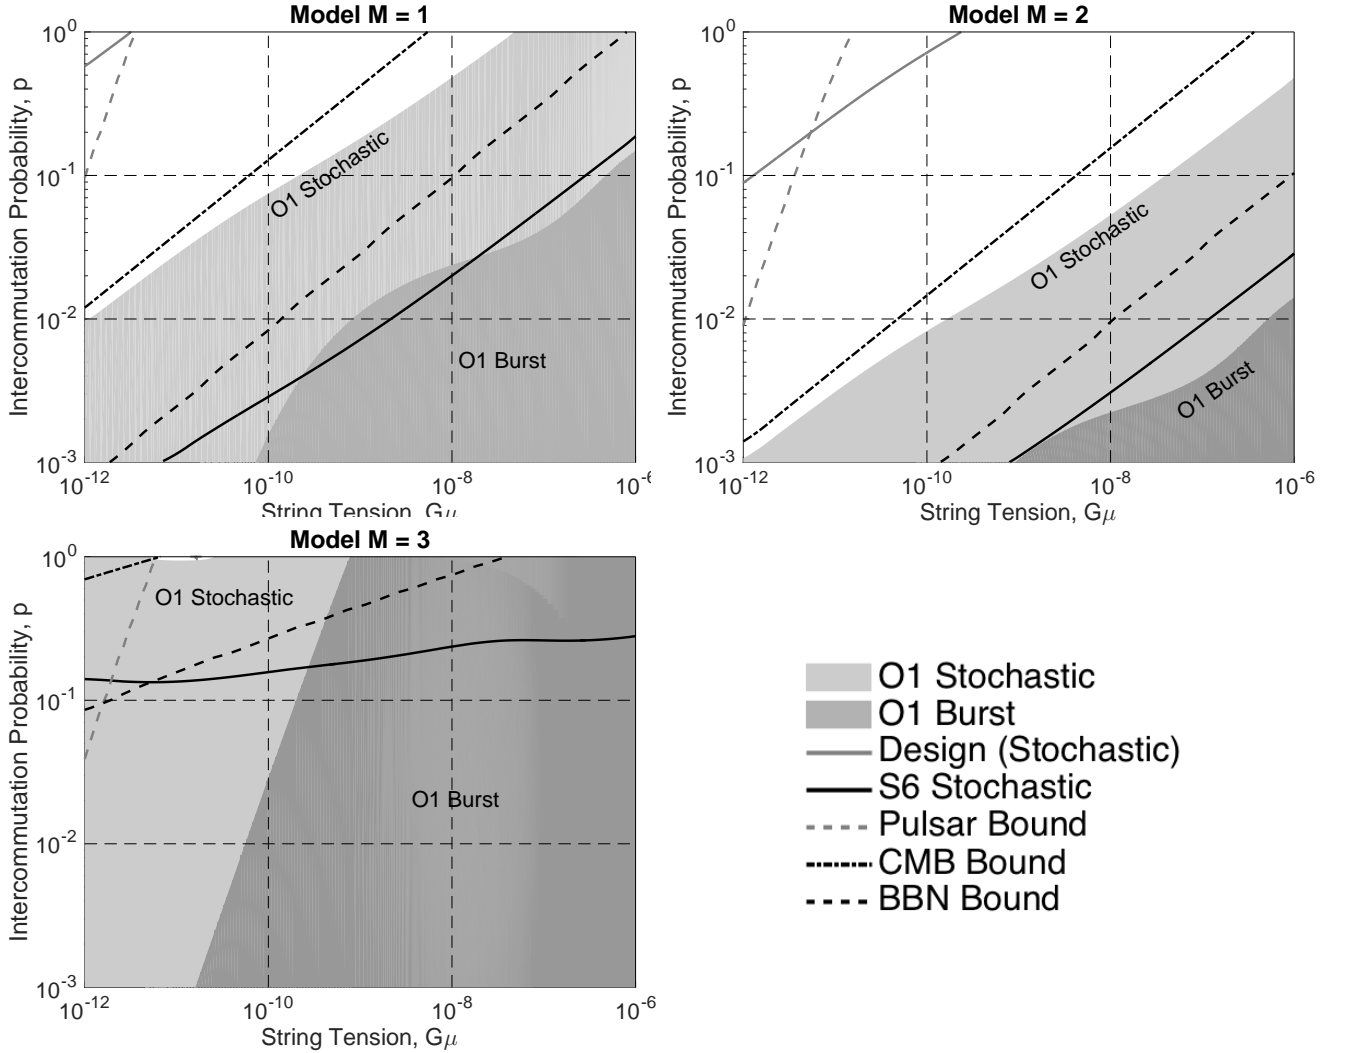 Model M = 1
Intercommutation Probability, p
10^0
10^-1
10^-2
10^-3
O1 Stochastic
O1 Burst
10^-12
10^-10
10^-8
10^-6
String Tension, Gμ
Model M = 2
Intercommutation Probability, p
10^0
10^-1
10^-2
10^-3
O1 Stochastic
O1 Burst
10^-12
10^-10
10^-8
10^-6
String Tension, Gμ
Model M = 3
Intercommutation Probability, p
10^0
10^-1
10^-2
10^-3
O1 Stochastic
O1 Burst
10^-12
10^-10
10^-8
10^-6
String Tension, Gμ
O1 Stochastic
O1 Burst
Design (Stochastic)
S6 Stochastic
Pulsar Bound
CMB Bound
BBN Bound